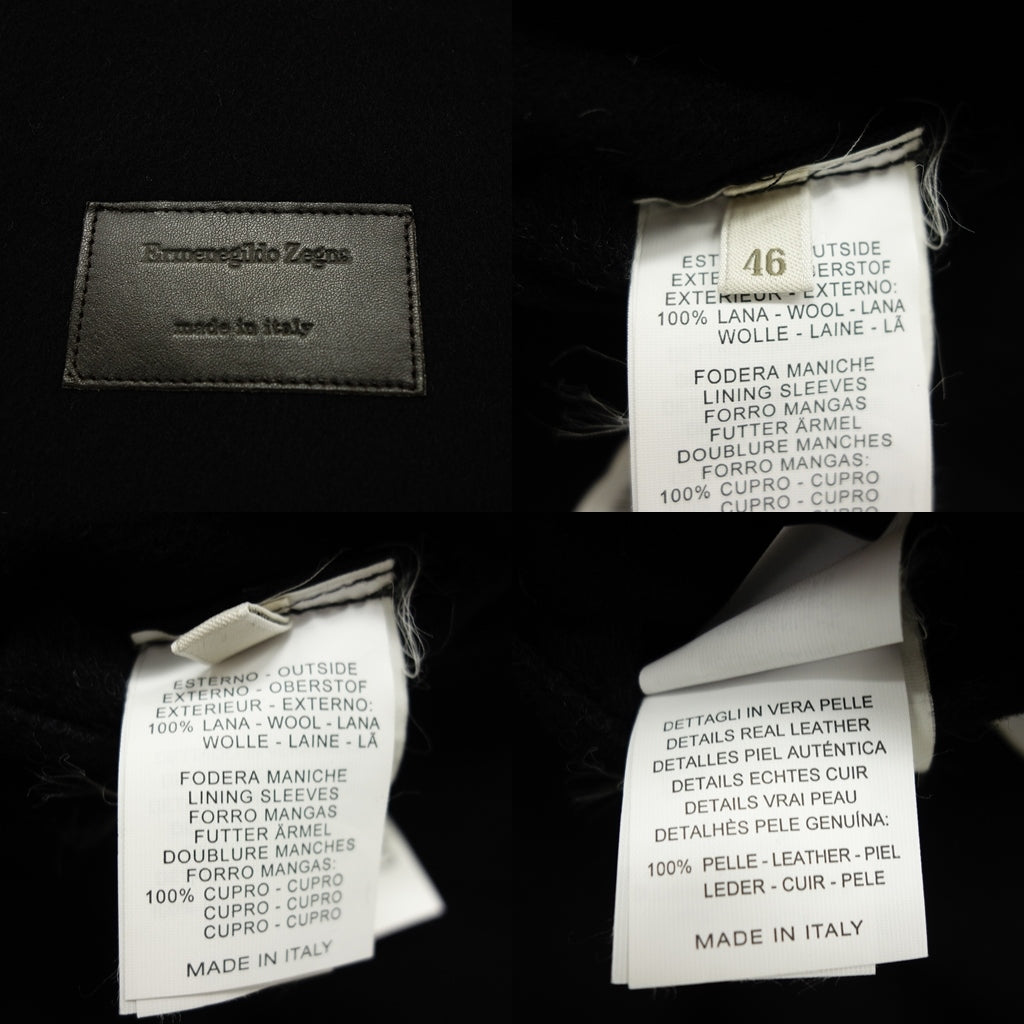 Ermenegildo Zegna
made in italy
46
EST OUTSIDE
EXTE BERSTOF
EXTERIEUR - EXTERNO:
100% LANA - WOOL - LANA
WOLLE - LAINE - LÃ
FODERA MANICHE
LINING SLEEVES
FORRO MANGAS
FUTTER ÄRMEL
DOUBLURE MANCHES
FORRO MANGAS:
100% CUPRO - CUPRO
CUPRO - CUPRO
CUPRO - CUPRO
ESTERNO - OUTSIDE
EXTERNO - OBERSTOF
EXTERIEUR - EXTERNO:
100% LANA - WOOL - LANA
WOLLE - LAINE - LÃ
FODERA MANICHE
LINING SLEEVES
FORRO MANGAS
FUTTER ÄRMEL
DOUBLURE MANCHES
FORRO MANGAS:
100% CUPRO - CUPRO
CUPRO - CUPRO
CUPRO - CUPRO
MADE IN ITALY
DETTAGLI IN VERA PELLE
DETAILS REAL LEATHER
DETALLES PIEL AUTÉNTICA
DETAILS ECHTES CUIR
DETAILS VRAI PEAU
DETALHÈS PELE GENUÍNA:
100% PELLE - LEATHER - PIEL
LEDER - CUIR - PELE
MADE IN ITALY